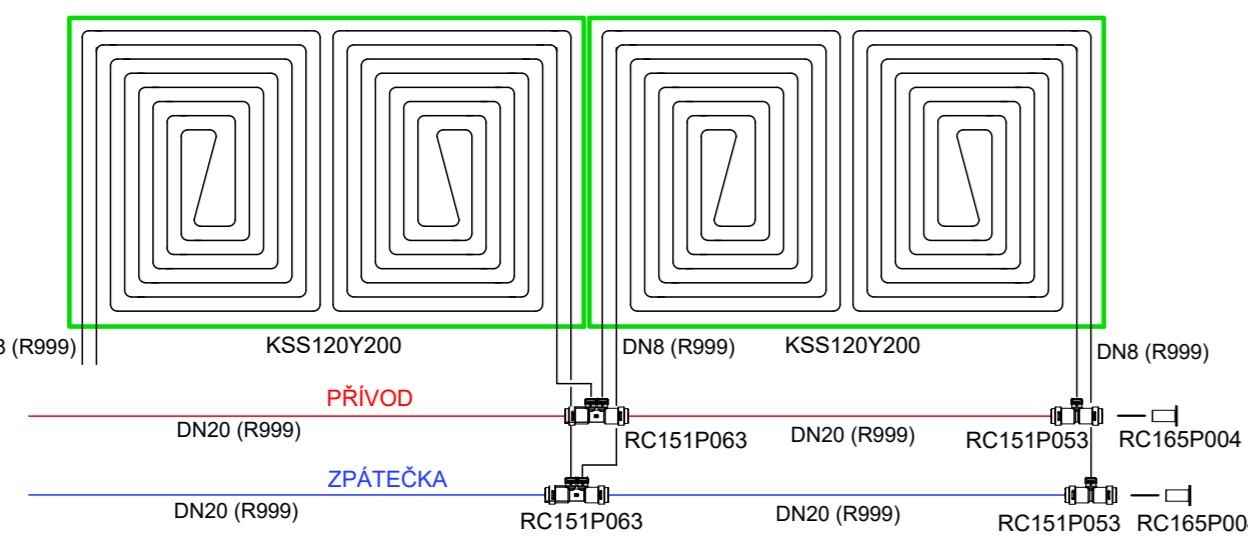 (R999)
KSS120Y200
DN8 (R999)
KSS120Y200
DN8 (R999)
PŘÍVOD
DN20 (R999)
RC151P063
DN20 (R999)
RC151P053
RC165P004
ZPÁTEČKA
DN20 (R999)
RC151P063
DN20 (R999)
RC151P053